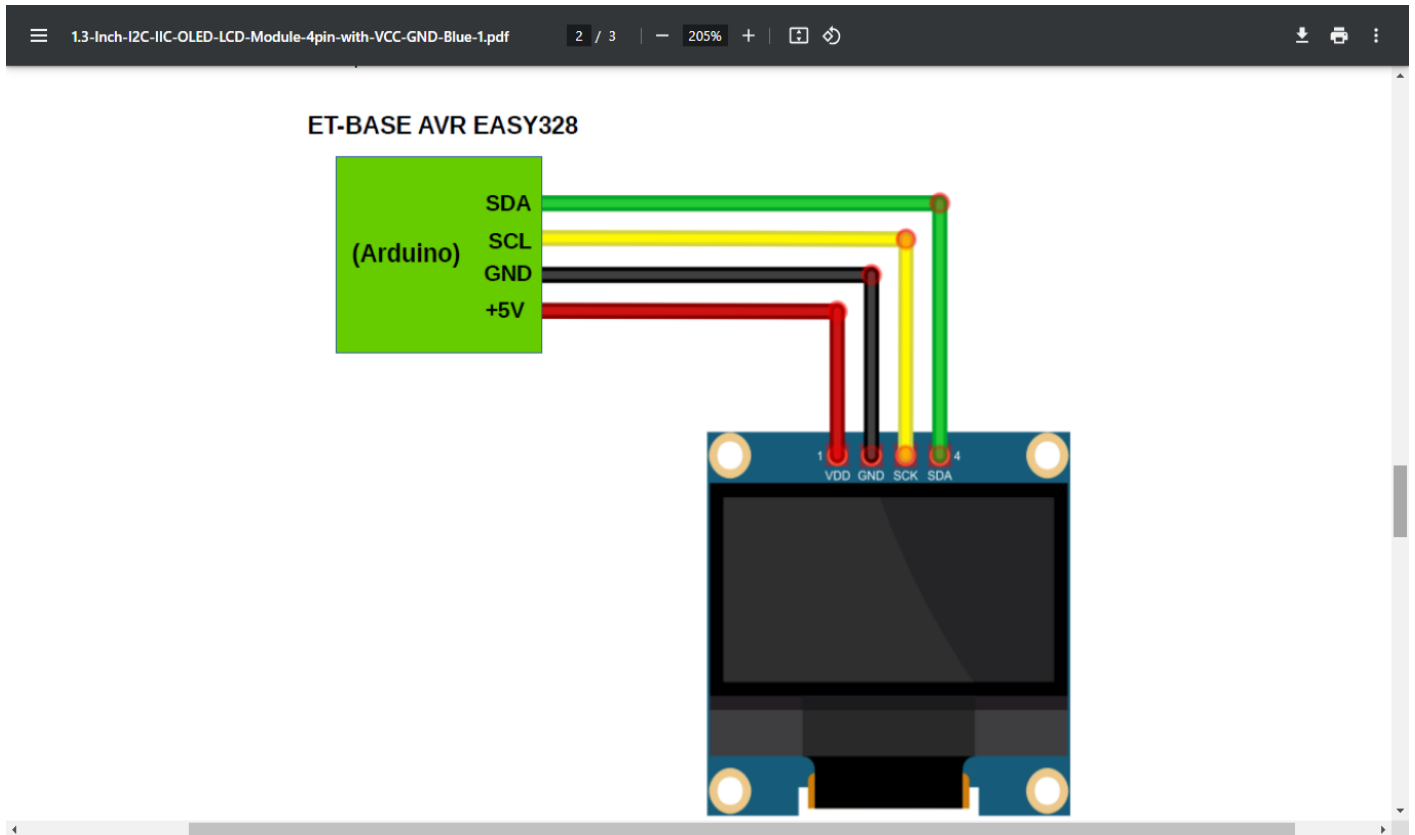 1.3-Inch-I2C-IIC-OLED-LCD-Module-4pin-with-VCC-GND-Blue-1.pdf 2 / 3 205%
ET-BASE AVR EASY328
SDA
SCL
(Arduino)
GND
+5V
1 4
VDD GND SCK SDA